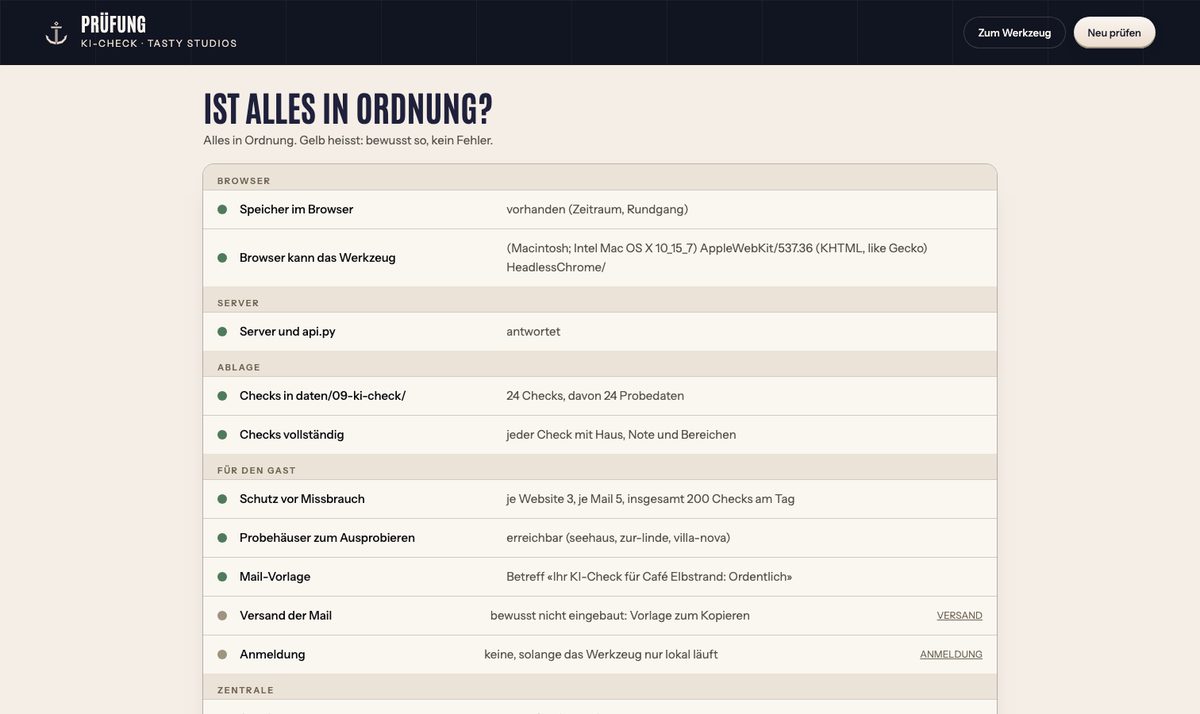 PRÜFUNG
KI-CHECK · TASTY STUDIOS
Zum Werkzeug
Neu prüfen
IST ALLES IN ORDNUNG?
Alles in Ordnung. Gelb heisst: bewusst so, kein Fehler.
BROWSER
Speicher im Browser vorhanden (Zeitraum, Rundgang)
Browser kann das Werkzeug (Macintosh; Intel Mac OS X 10_15_7) AppleWebKit/537.36 (KHTML, like Gecko)
HeadlessChrome/
SERVER
Server und api.py antwortet
ABLAGE
Checks in daten/09-ki-check/ 24 Checks, davon 24 Probedaten
Checks vollständig jeder Check mit Haus, Note und Bereichen
FÜR DEN GAST
Schutz vor Missbrauch je Website 3, je Mail 5, insgesamt 200 Checks am Tag
Probehäuser zum Ausprobieren erreichbar (seehaus, zur-linde, villa-nova)
Mail-Vorlage Betreff «Ihr KI-Check für Café Elbstrand: Ordentlich»
Versand der Mail bewusst nicht eingebaut: Vorlage zum Kopieren VERSAND
Anmeldung keine, solange das Werkzeug nur lokal läuft ANMELDUNG
ZENTRALE